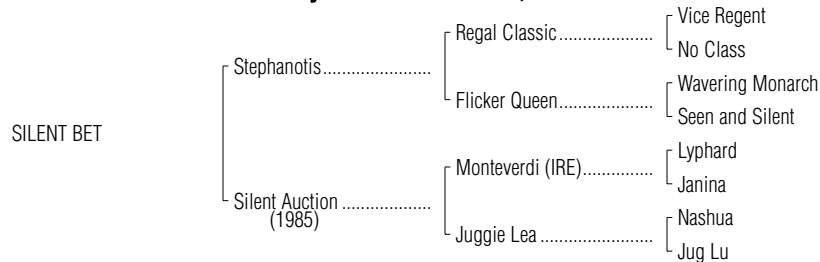 Vice Regent
Regal Classic....................
No Class
Stephanotis.......................
Wavering Monarch
Flicker Queen....................
Seen and Silent
SILENT BET
Lyphard
Monteverdi (IRE)...............
Janina
Silent Auction ...................
(1985)
Nashua
Juggie Lea ........................
Jug Lu